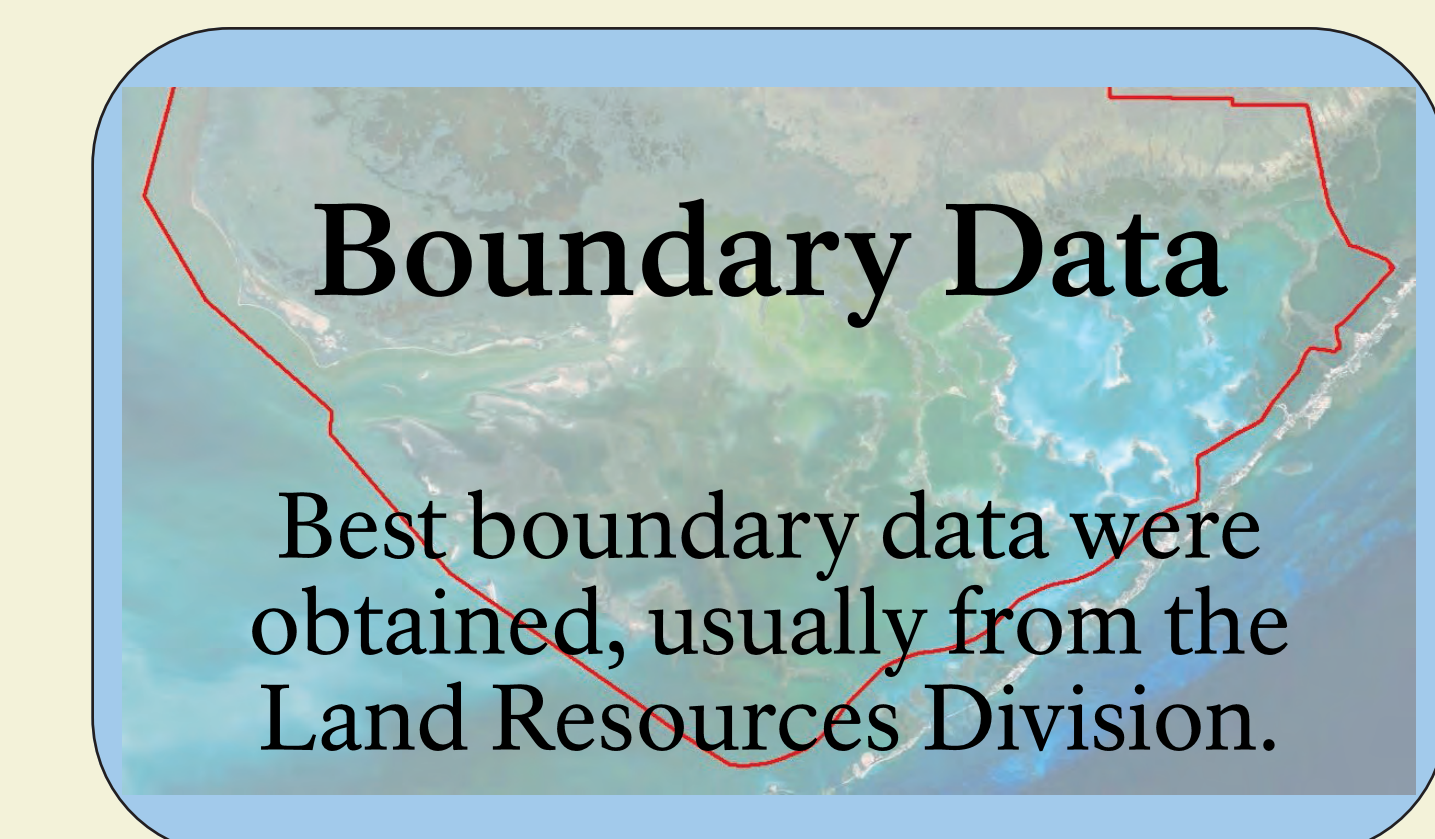 Boundary Data
Best boundary data were
obtained, usually from the
Land Resources Division.